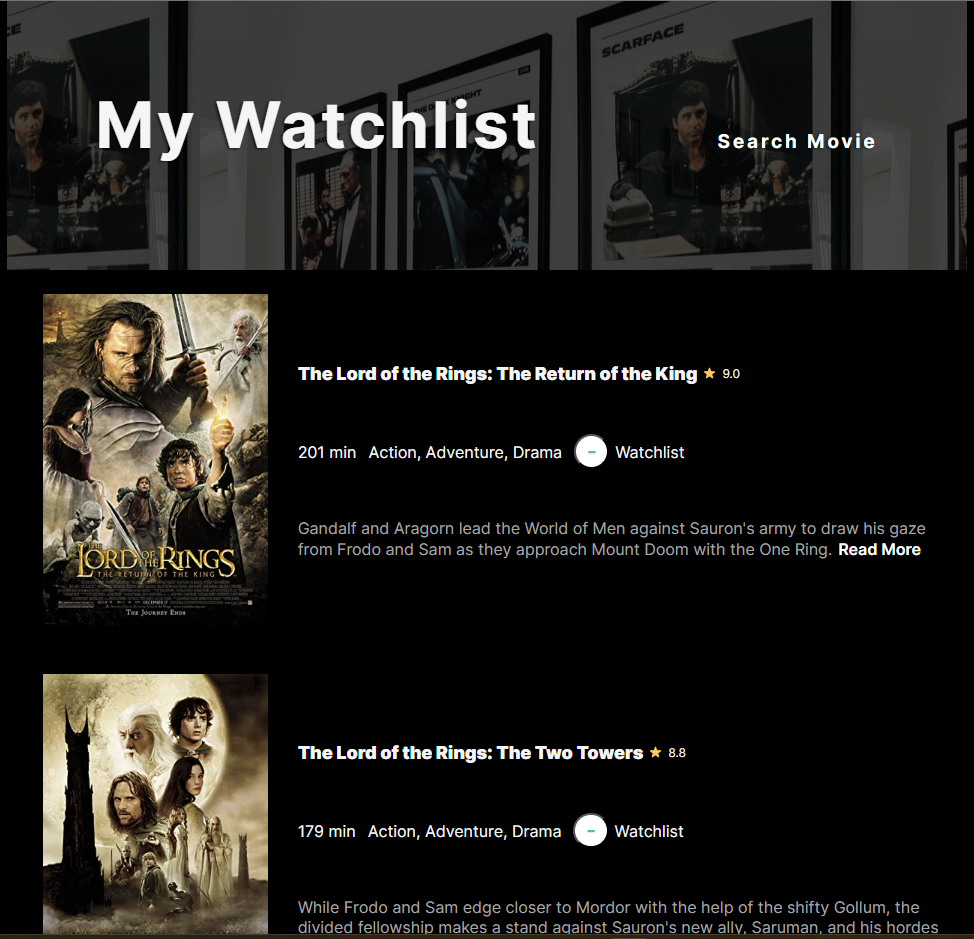 SCARFACE
THE DARK KNIGHT
My Watchlist
Search Movie
The Lord of the Rings: The Return of the King 9.0
201 min Action, Adventure, Drama - Watchlist
Gandalf and Aragorn lead the World of Men against Sauron's army to draw his gaze
from Frodo and Sam as they approach Mount Doom with the One Ring. Read More
THE
LORD OF THE RINGS
THE RETURN OF THE KING
THE JOURNEY ENDS
The Lord of the Rings: The Two Towers 8.8
179 min Action, Adventure, Drama - Watchlist
While Frodo and Sam edge closer to Mordor with the help of the shifty Gollum, the
divided fellowship makes a stand against Sauron's new ally, Saruman, and his hordes